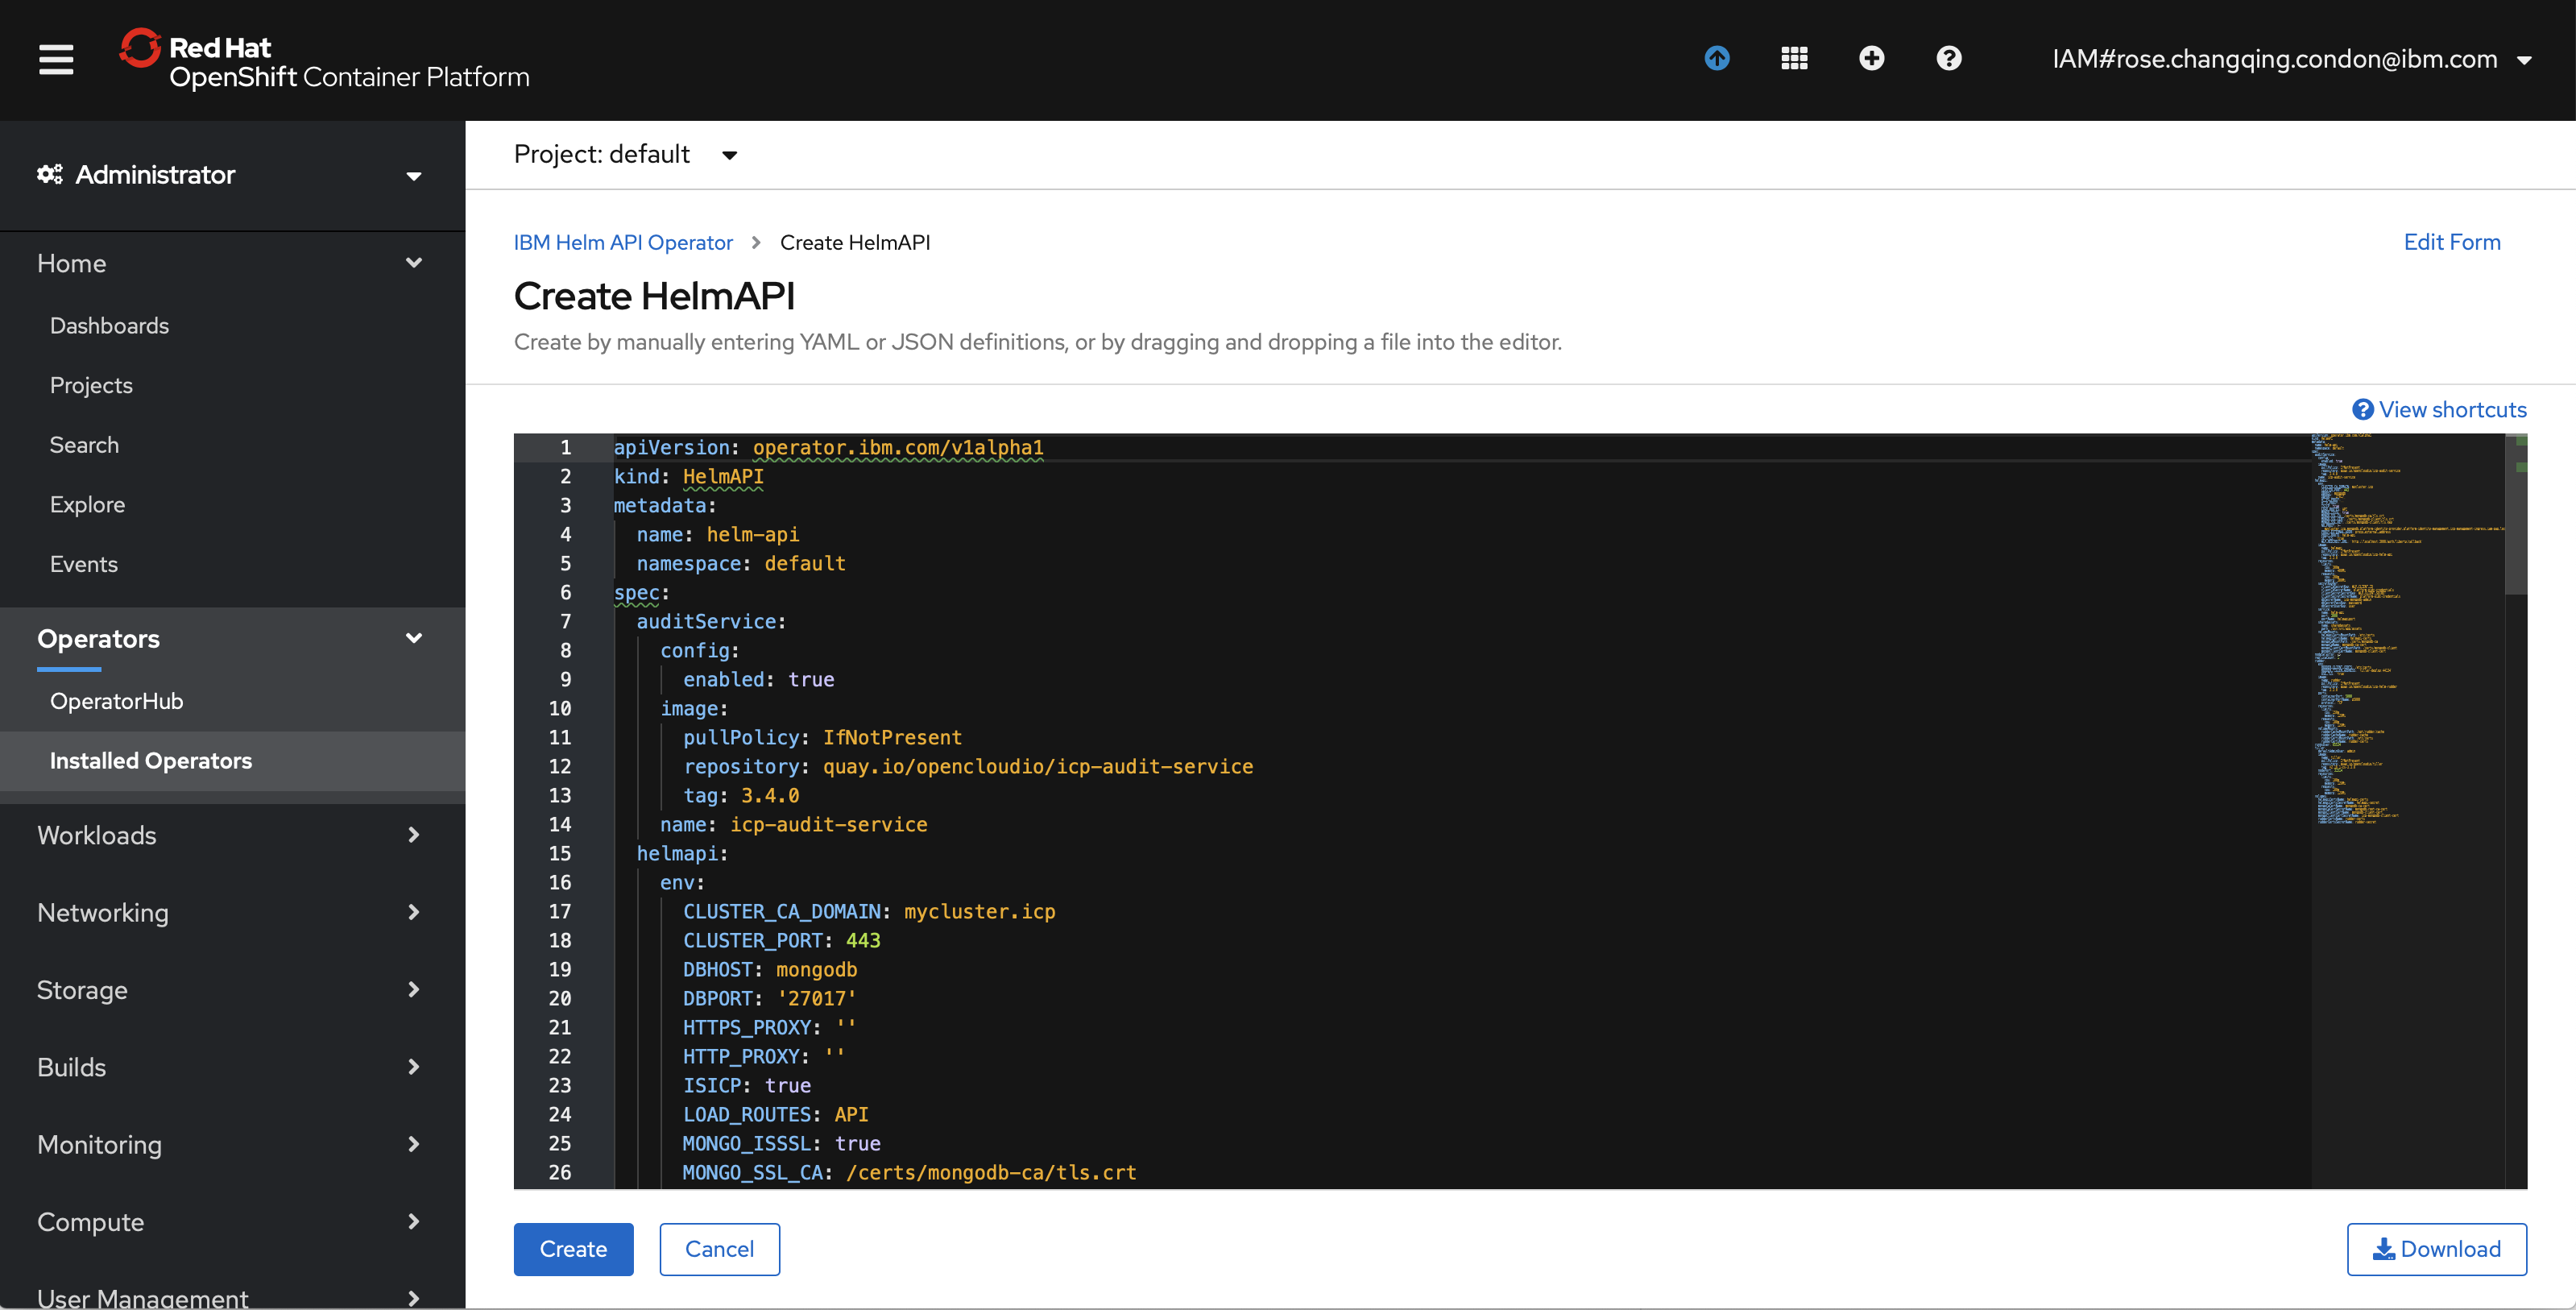 Red Hat
OpenShift Container Platform
IAM#rose.changqing.condon@ibm.com
Administrator
Home
Dashboards
Projects
Search
Explore
Events
Operators
OperatorHub
Installed Operators
Workloads
Networking
Storage
Builds
Monitoring
Compute
User Management
Project: default
IBM Helm API Operator > Create HelmAPI
Edit Form
Create HelmAPI
Create by manually entering YAML or JSON definitions, or by dragging and dropping a file into the editor.
View shortcuts
1 apiVersion: operator.ibm.com/v1alpha1
2 kind: HelmAPI
3 metadata:
4 name: helm-api
5 namespace: default
6 spec:
7 auditService:
8 config:
9 enabled: true
10 image:
11 pullPolicy: IfNotPresent
12 repository: quay.io/opencloudio/icp-audit-service
13 tag: 3.4.0
14 name: icp-audit-service
15 helmapi:
16 env:
17 CLUSTER_CA_DOMAIN: mycluster.icp
18 CLUSTER_PORT: 443
19 DBHOST: mongodb
20 DBPORT: '27017'
21 HTTPS_PROXY: ''
22 HTTP_PROXY: ''
23 ISICP: true
24 LOAD_ROUTES: API
25 MONGO_ISSSL: true
26 MONGO_SSL_CA: /certs/mongodb-ca/tls.crt
Create
Cancel
Download